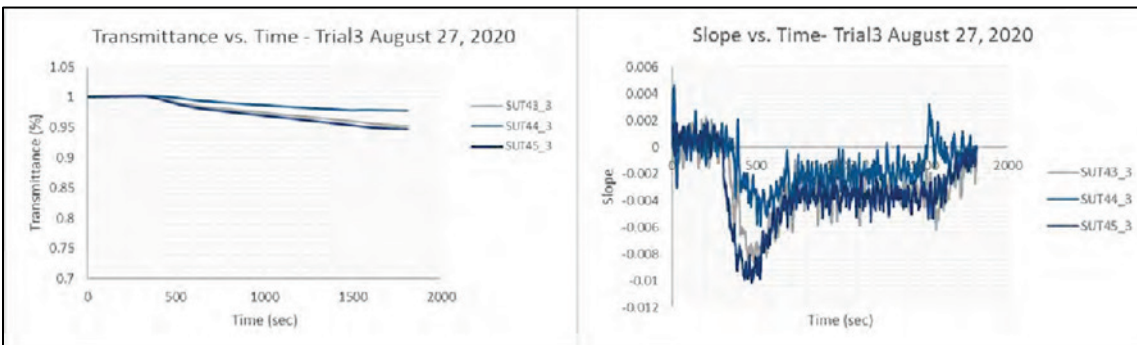 Transmittance vs. Time - Trial3 August 27, 2020
1.05
1
0.95
0.9
0.85
0.8
0.75
0.7
Transmittance (%)
0
500
1000
1500
2000
Time (sec)
SUT43_3
SUT44_3
SUT45_3
Slope vs. Time- Trial3 August 27, 2020
0.006
0.004
0.002
0
-0.002
-0.004
-0.006
-0.008
-0.01
-0.012
Slope
0
500
2000
Time (sec)
SUT43_3
SUT44_3
SUT45_3